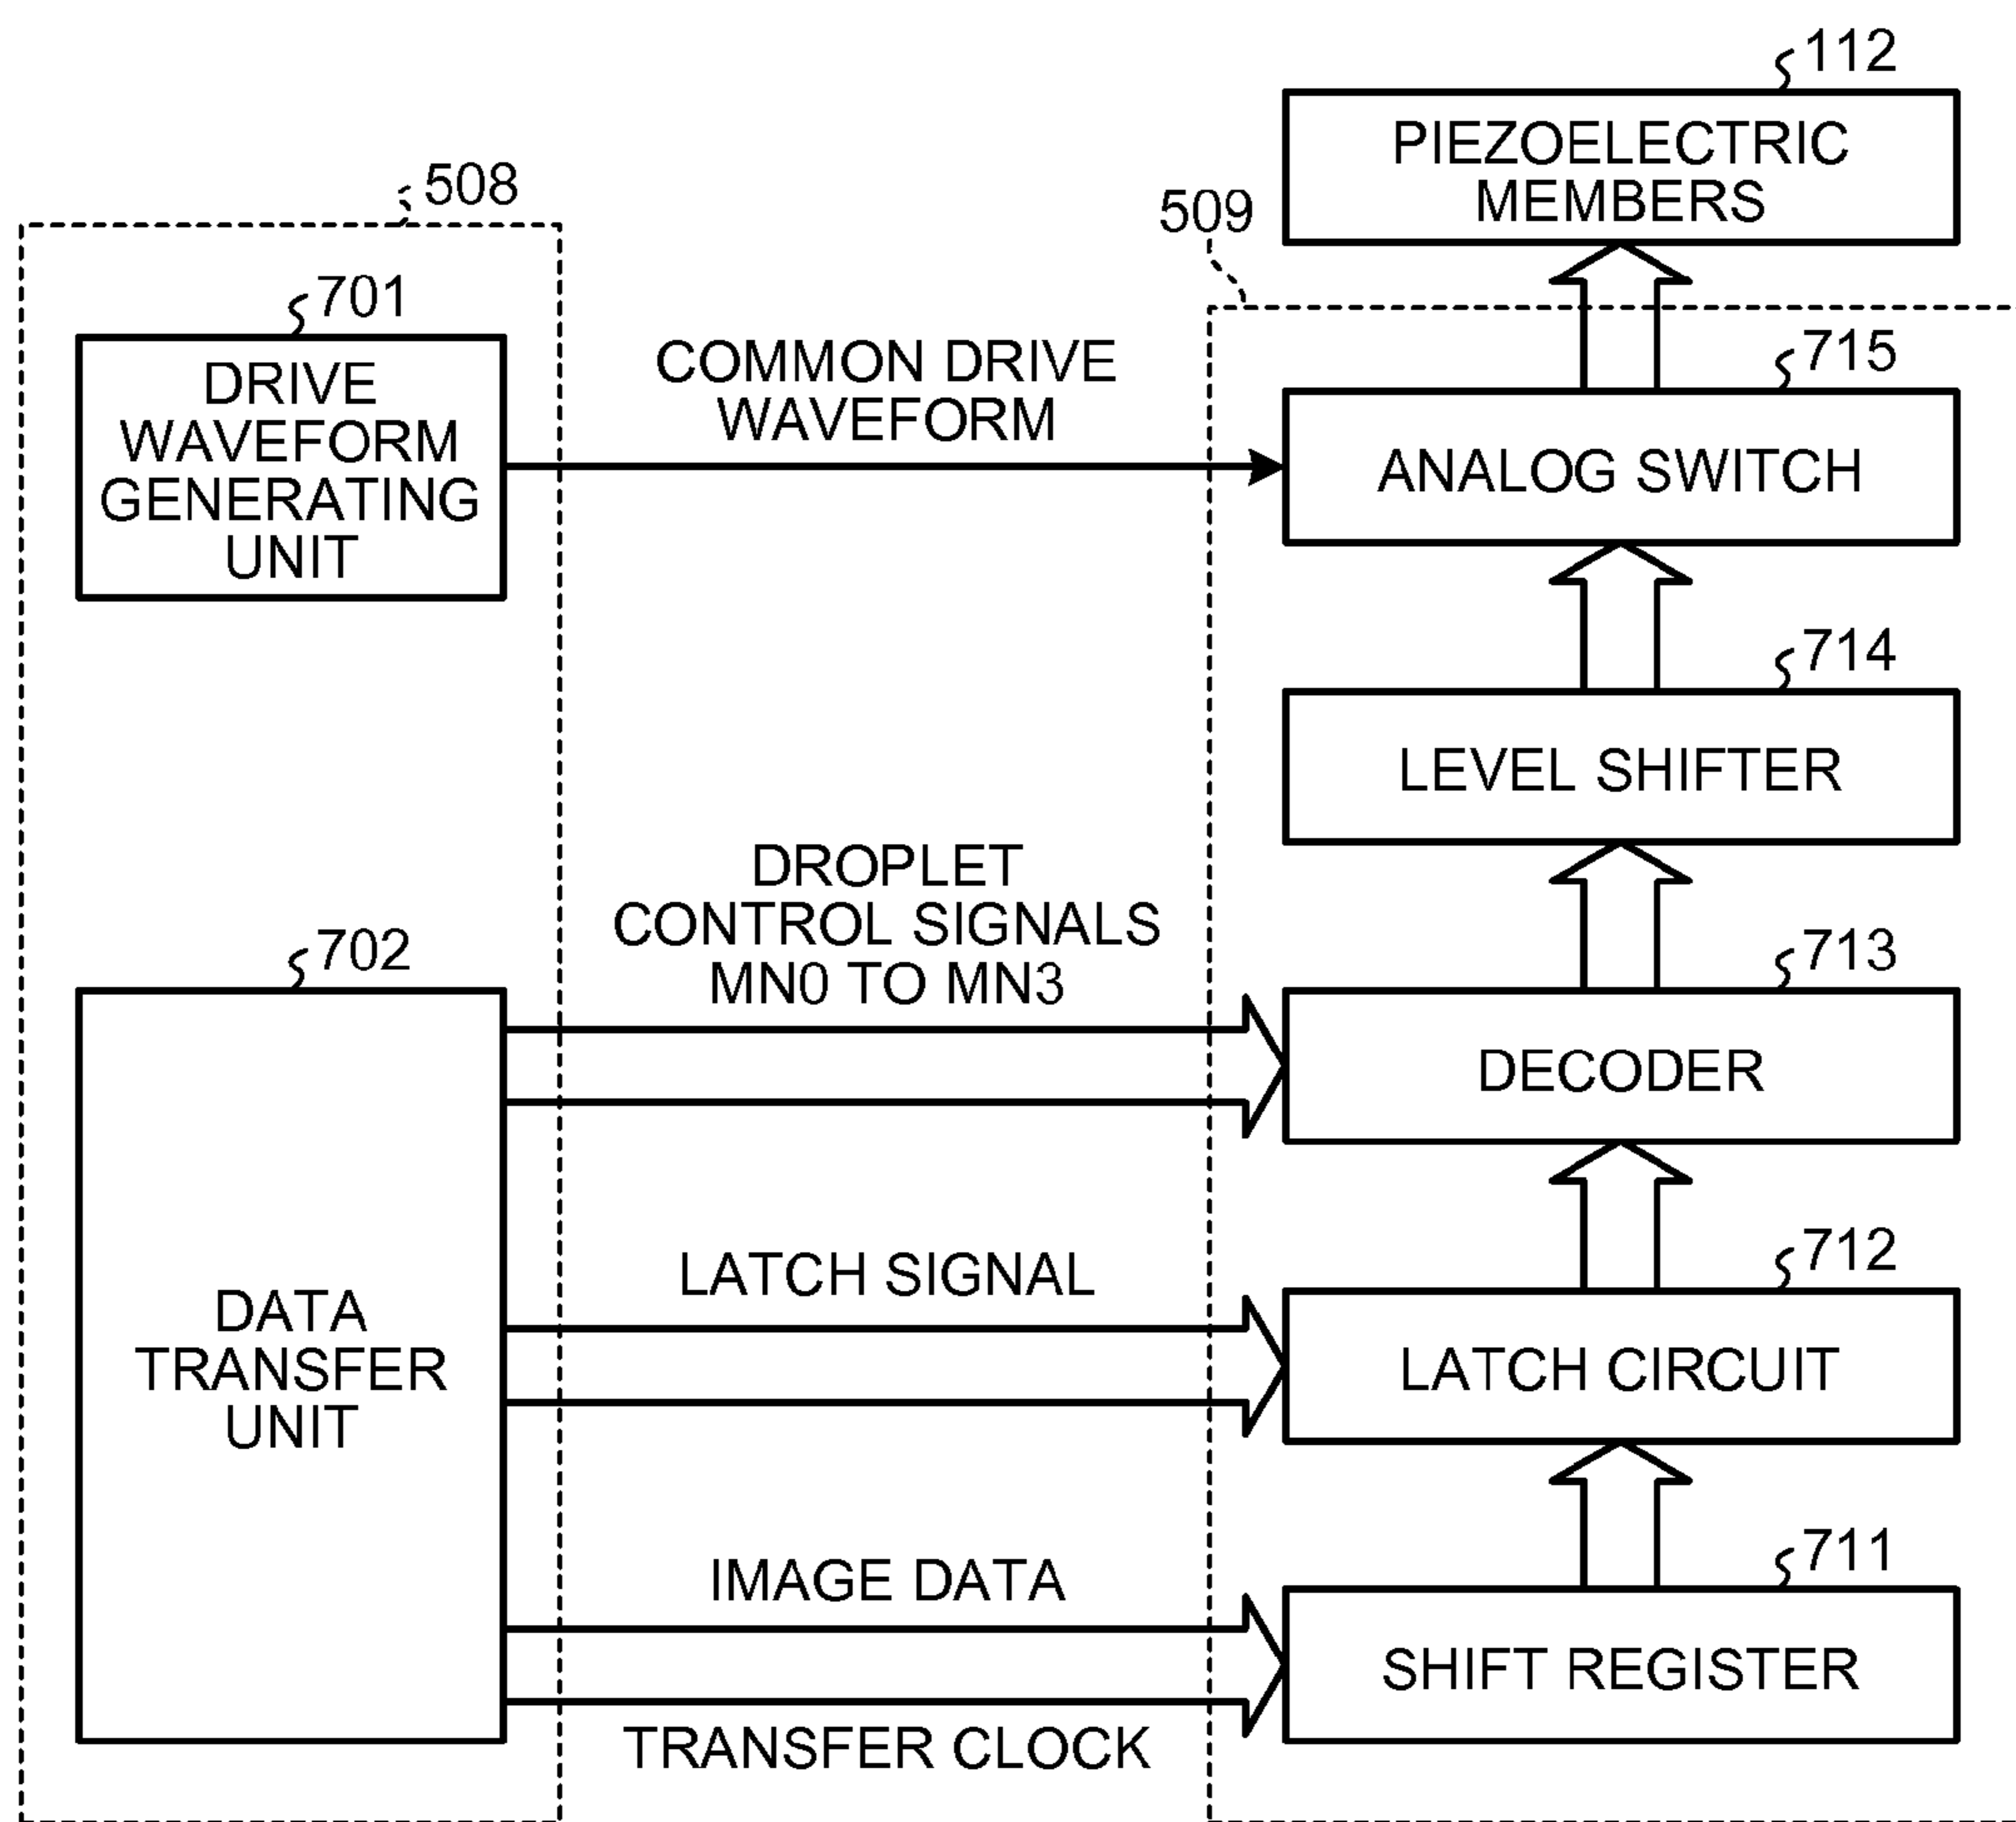 112
PIEZOELECTRIC
MEMBERS
508
509
701
DRIVE
WAVEFORM
GENERATING
UNIT
COMMON DRIVE
WAVEFORM
715
ANALOG SWITCH
714
LEVEL SHIFTER
702
DATA
TRANSFER
UNIT
DROPLET
CONTROL SIGNALS
MN0 TO MN3
713
DECODER
LATCH SIGNAL
712
LATCH CIRCUIT
IMAGE DATA
TRANSFER CLOCK
711
SHIFT REGISTER